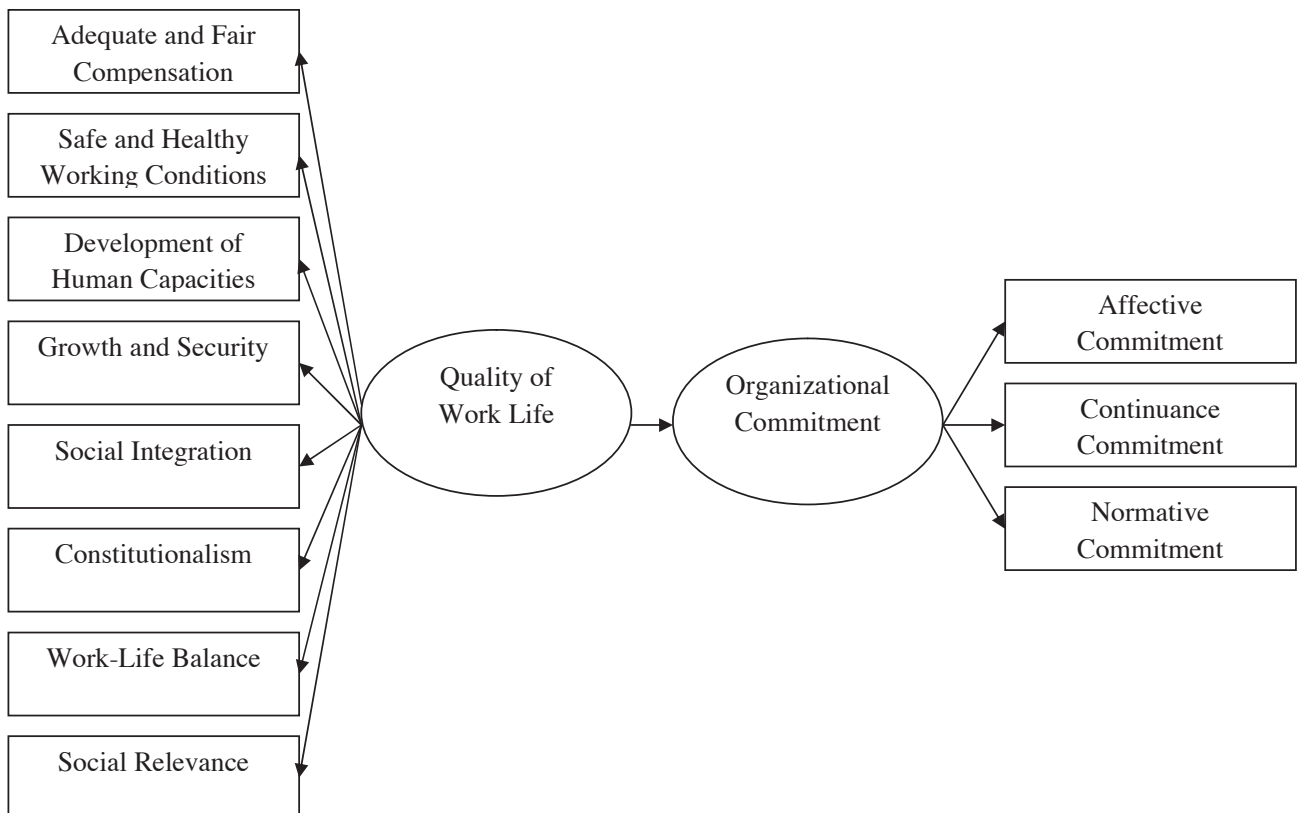 Adequate and Fair
Compensation
Safe and Healthy
Working Conditions
Development of
Human Capacities
Growth and Security
Social Integration
Constitutionalism
Work-Life Balance
Social Relevance
Quality of
Work Life
Organizational
Commitment
Affective
Commitment
Continuance
Commitment
Normative
Commitment